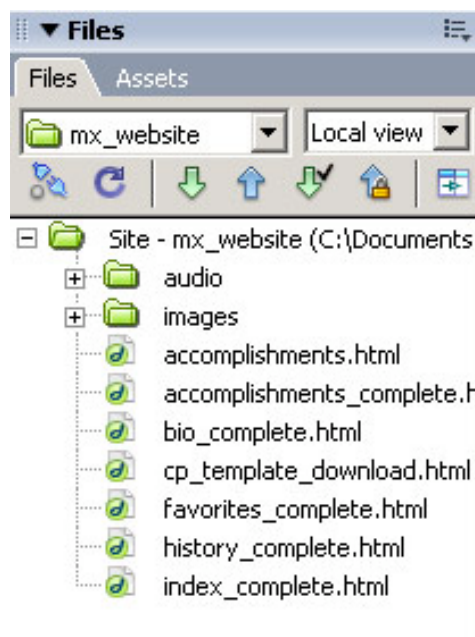 Files
Files Assets
mx_website Local view
Site - mx_website (C:\Documents
audio
images
accomplishments.html
accomplishments_complete.h
bio_complete.html
cp_template_download.html
favorites_complete.html
history_complete.html
index_complete.html